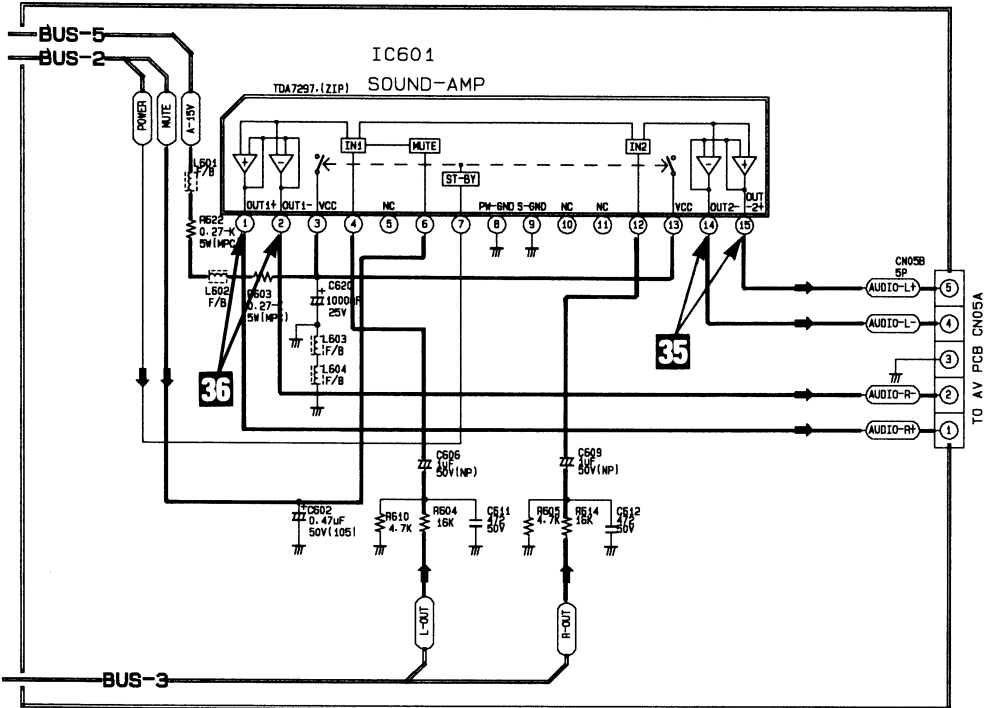 BUS-5
BUS-2
IC601
SOUND-AMP
TDA7297.(ZIP)
POWER
MUTE
A-15V
L601
F/B
IN1
MUTE
IN2
ST-BY
OUT1+
OUT1-
VCC
NC
PW-GND
S-GND
NC
NC
VCC
OUT2-
OUT
-2+
1
2
3
4
5
6
7
8
9
10
11
12
13
14
15
R622
0.27-K
5W(MPC
L602
F/B
R603
0.27-
5W(MPC)
C620
1000uF
25V
L603
F/B
L604
F/B
36
35
CN05B
5P
AUDIO-L+
5
AUDIO-L-
4
3
AUDIO-R-
2
AUDIO-R+
1
TO AV PCB CN05A
C606
1uF
50V(NP)
C609
1uF
50V(NP)
C602
0.47uF
50V(105)
R610
4.7K
R604
16K
C611
472
50V
R605
4.7K
R614
16K
C612
472
50V
L-OUT
R-OUT
BUS-3